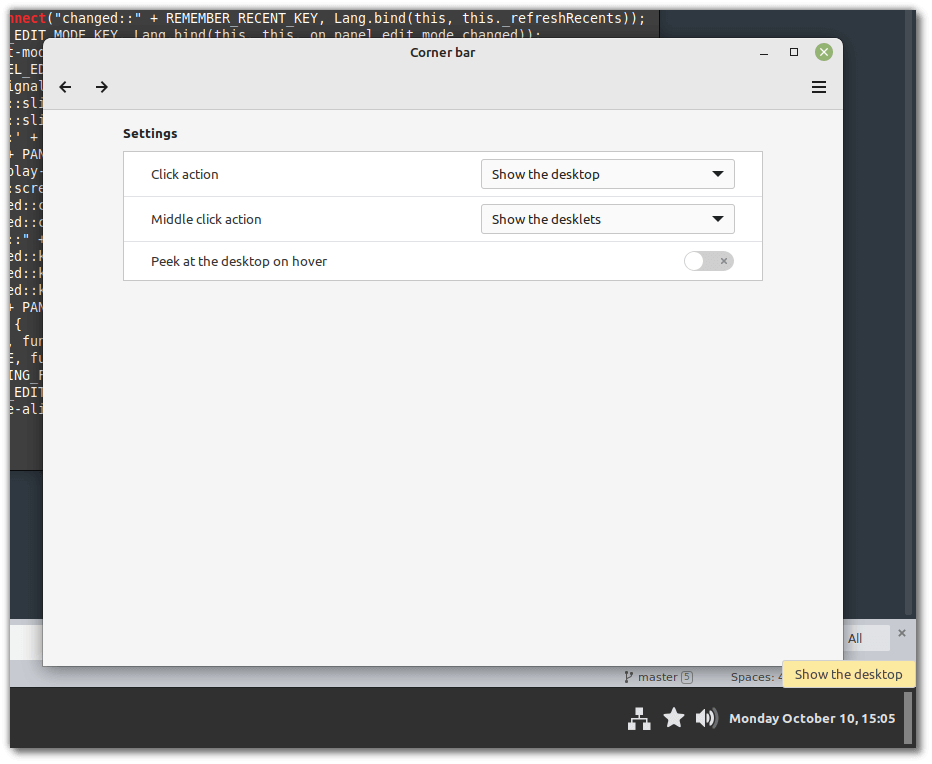 nnect("changed::" + REMEMBER_RECENT_KEY, Lang.bind(this, this._refreshRecents));
_EDIT_MODE_KEY, Lang.bind(this, this._on_panel_edit_mode_changed));
Corner bar
Settings
Click action
Show the desktop
Middle click action
Show the desklets
Peek at the desktop on hover
t-mod
EL_ED
ignal
::sli
::sli
:' +
+ PAN
play-
:scre
ed::c
ed::c
::" +
ed::k
ed::k
ed::k
+ PAN
{
, fun
E, fu
ING_F
_EDIT
e-ali
All
master 5
Spaces: 4
Show the desktop
Monday October 10, 15:05